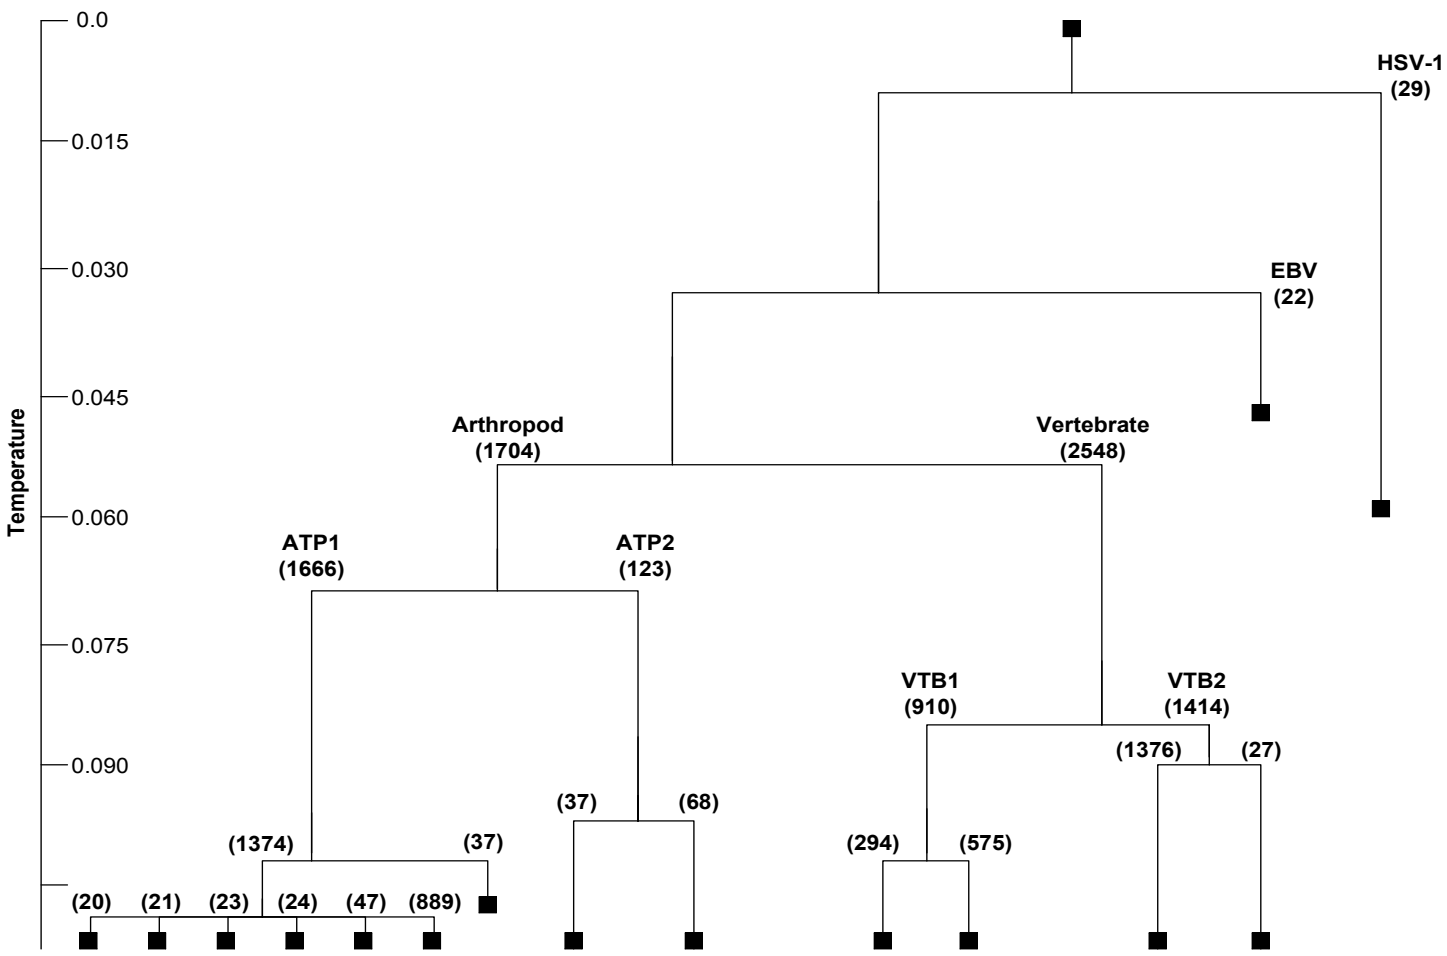 0.0
HSV-1
(29)
0.015
0.030
EBV
(22)
0.045
Arthropod
(1704)
Vertebrate
(2548)
Temperature
0.060
ATP1
(1666)
ATP2
(123)
0.075
VTB1
(910)
VTB2
(1414)
(1376) (27)
0.090
(37) (68)
(1374) (37) (294) (575)
(20) (21) (23) (24) (47) (889)